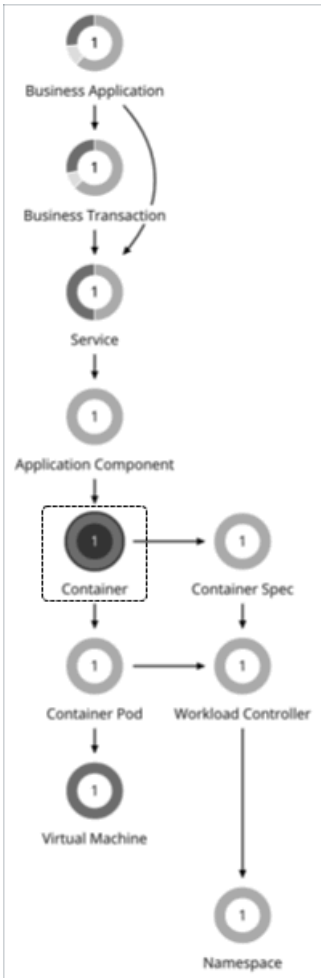 1
Business Application
1
Business Transaction
1
Service
1
Application Component
1
Container
1
Container Spec
1
Container Pod
1
Workload Controller
1
Virtual Machine
1
Namespace